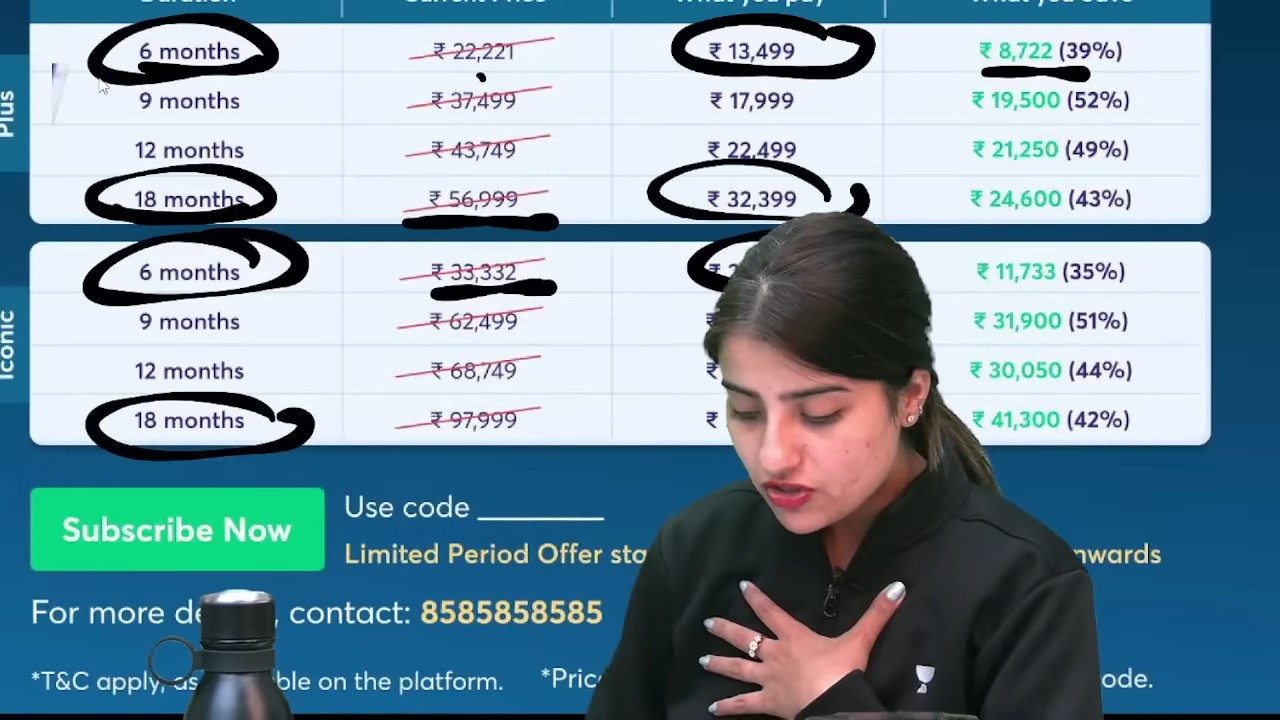 Plus
6 months ₹ 22,221 ₹ 13,499 ₹ 8,722 (39%)
9 months ₹ 37,499 ₹ 17,999 ₹ 19,500 (52%)
12 months ₹ 43,749 ₹ 22,499 ₹ 21,250 (49%)
18 months ₹ 56,999 ₹ 32,399 ₹ 24,600 (43%)
Iconic
6 months ₹ 33,332 ₹ ₹ 11,733 (35%)
9 months ₹ 62,499 ₹ ₹ 31,900 (51%)
12 months ₹ 68,749 ₹ ₹ 30,050 (44%)
18 months ₹ 97,999 ₹ ₹ 41,300 (42%)
Subscribe Now
Use code ________
Limited Period Offer
For more contact: 8585858585
*T&C apply, on the platform.